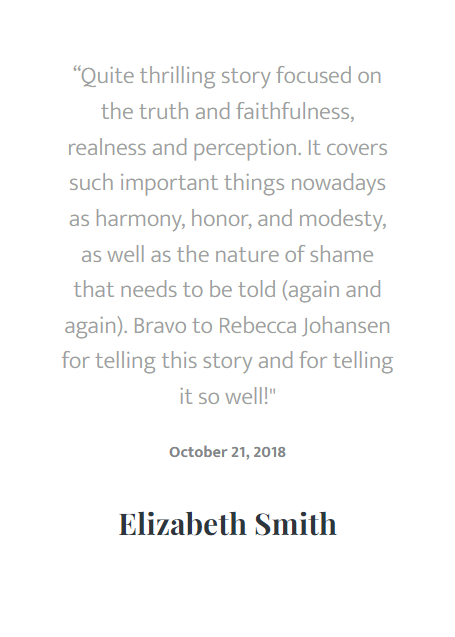 “Quite thrilling story focused on
the truth and faithfulness,
realness and perception. It covers
such important things nowadays
as harmony, honor, and modesty,
as well as the nature of shame
that needs to be told (again and
again). Bravo to Rebecca Johansen
for telling this story and for telling
it so well!"
October 21, 2018
Elizabeth Smith